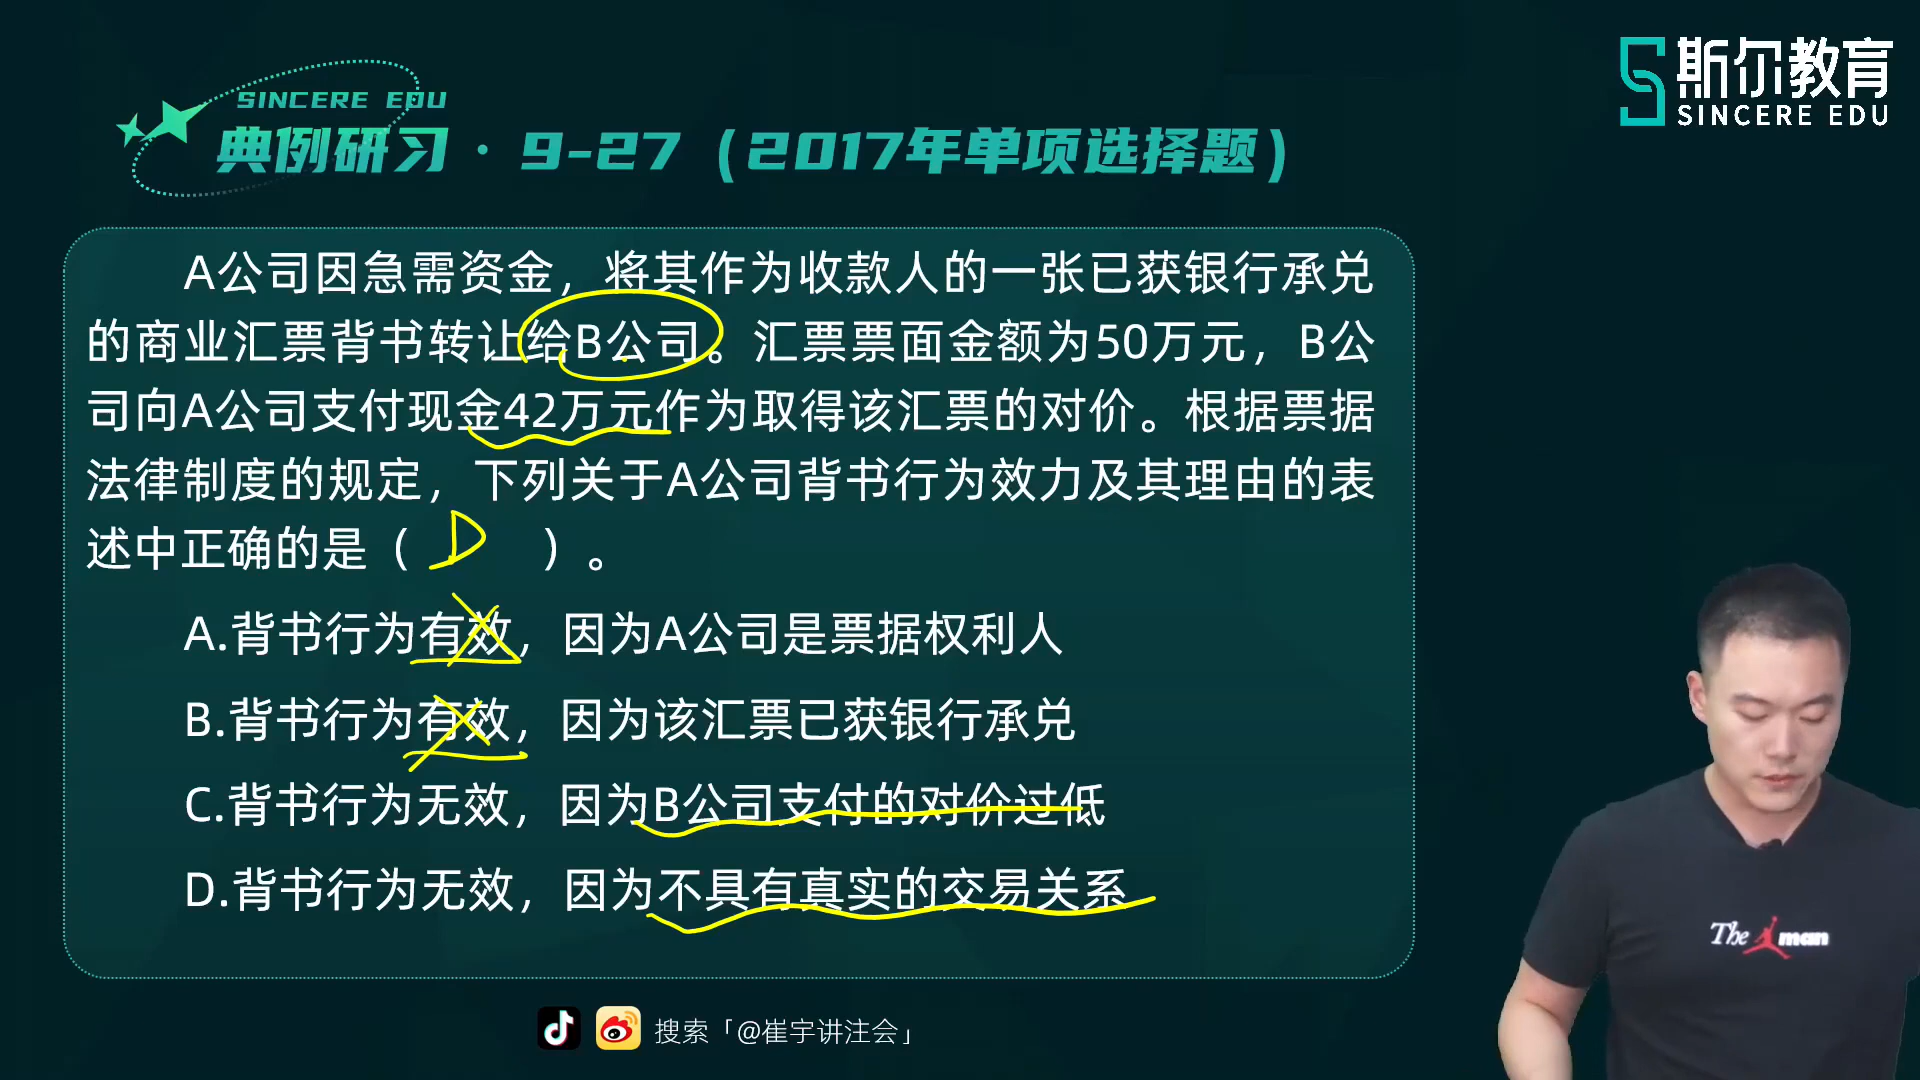 斯尔教育
SINCERE EDU
SINCERE EDU
典例研习·9-27（2017年单项选择题）
A公司因急需资金，将其作为收款人的一张已获银行承兑
的商业汇票背书转让给B公司。汇票票面金额为50万元，B公
司向A公司支付现金42万元作为取得该汇票的对价。根据票据
法律制度的规定，下列关于A公司背书行为效力及其理由的表
述中正确的是（ D ）。
A.背书行为有效，因为A公司是票据权利人
B.背书行为有效，因为该汇票已获银行承兑
C.背书行为无效，因为B公司支付的对价过低
D.背书行为无效，因为不具有真实的交易关系
The man
搜索「@崔宇讲注会」